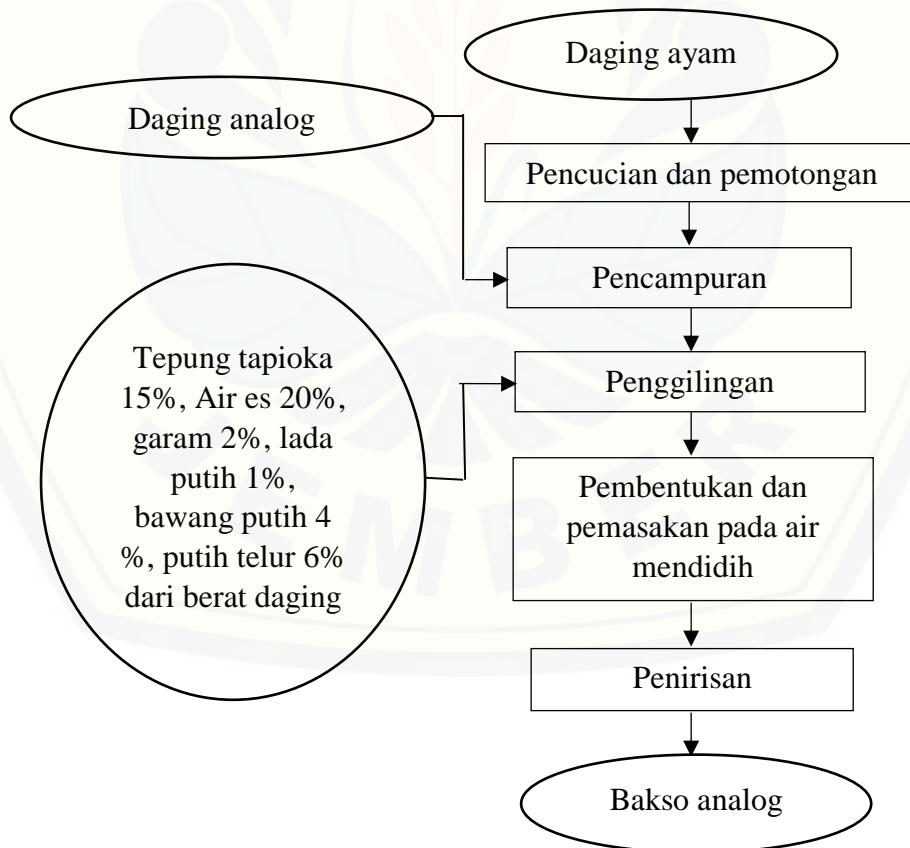 Daging ayam
Daging analog
Pencucian dan pemotongan
Pencampuran
Tepung tapioka
15%, Air es 20%,
garam 2%, lada
putih 1%,
bawang putih 4
%, putih telur 6%
dari berat daging
Penggilingan
Pembentukan dan
pemasakan pada air
mendidih
Penirisan
Bakso analog
JEMBER